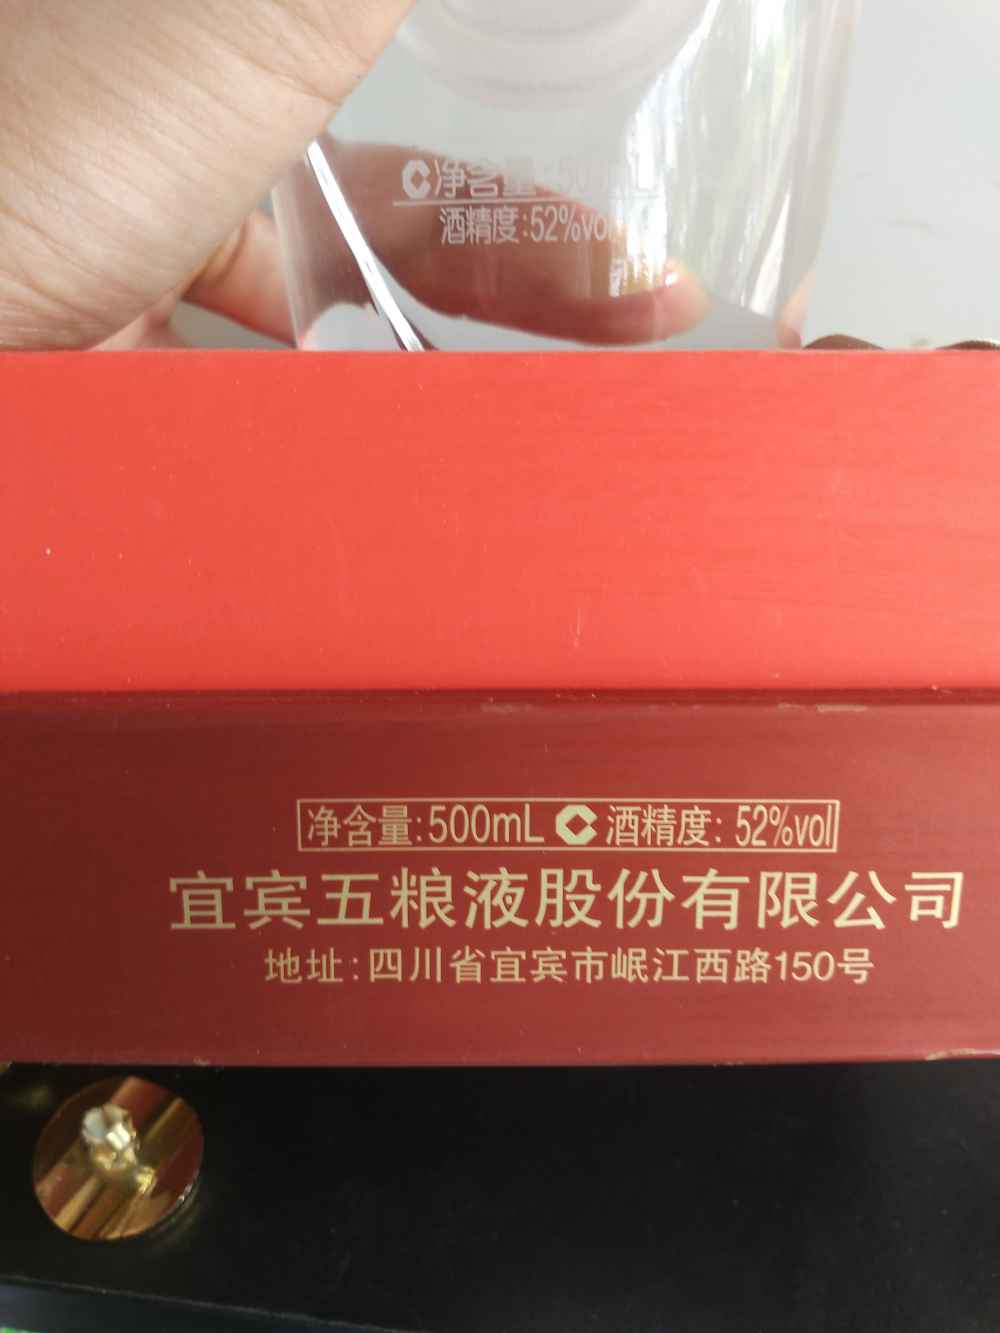 净含量:500mL
酒精度:52%vol
净含量:500mL 酒精度: 52%vol
宜宾五粮液股份有限公司
地址:四川省宜宾市岷江西路150号